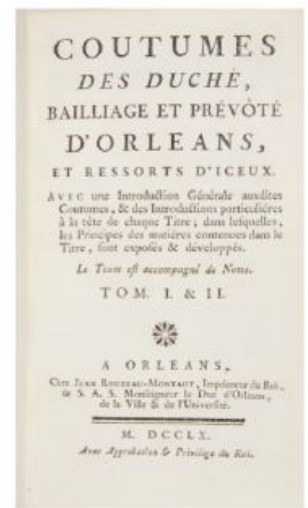 COUTUMES
DES DUCHÉ,
BAILLIAGE ET PRÉVÔTÉ
D'ORLEANS,
ET RESSORTS D'ICEUX.
AVEC une Introduction Générale auxdites
Coutumes, & des Introductions particuliéres
à la tête de chaque Titre; dans lesquelles,
les Principes des matiéres contenues dans le
Titre, sont exposés & développés.
Le Texte est accompagné de Notes.
TOM. I. & II.
A ORLEANS,
Chez JEAN ROUZEAU-MONTAUT, Imprimeur du Roi,
de S. A. S. Monseigneur le Duc d'Orléans,
de la Ville & de l'Université.
M. DCCLX.
Avec Approbation & Privilége du Roi.